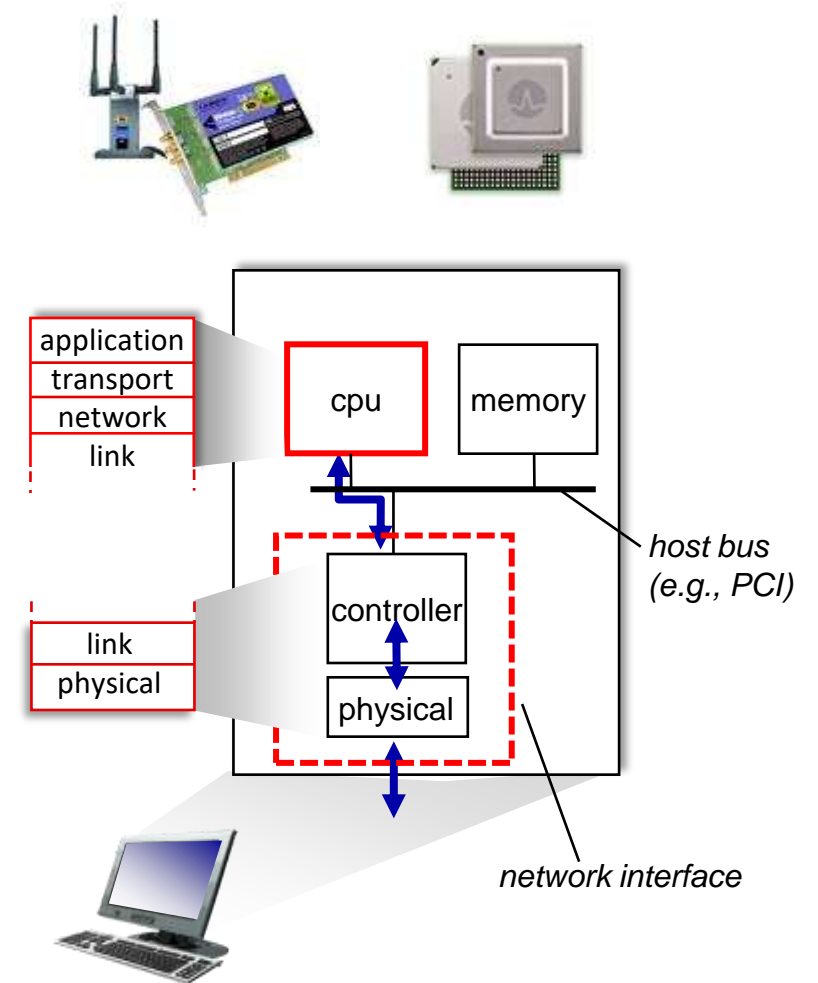 application
transport
network
link
cpu
memory
host bus
(e.g., PCI)
controller
link
physical
physical
network interface